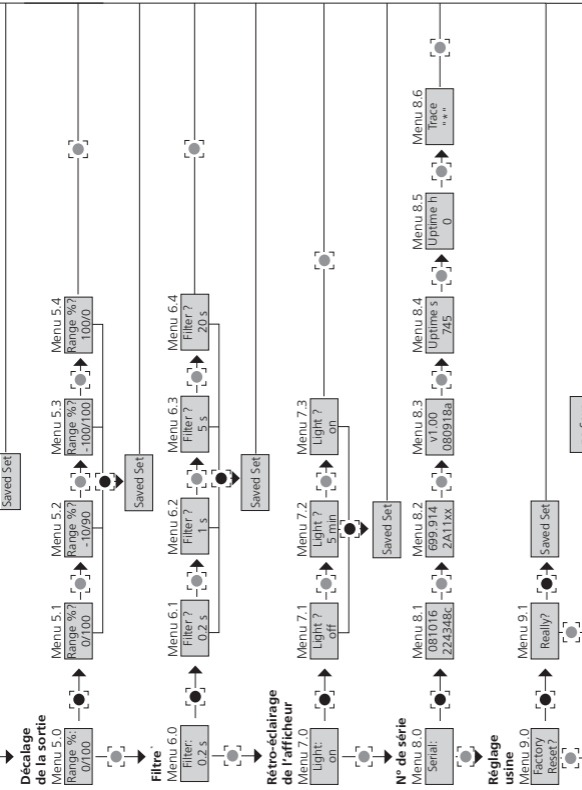 Saved Set
Décalage
de la sortie
Menu 5.0
Range %:
0/100
Menu 5.1
Range %?
0/100
Menu 5.2
Range %?
-10/90
Menu 5.3
Range %?
-100/100
Menu 5.4
Range %?
100/0
Saved Set
Filtre
Menu 6.0
Filter:
0.2 s
Menu 6.1
Filter ?
0.2 s
Menu 6.2
Filter ?
1 s
Menu 6.3
Filter ?
5 s
Menu 6.4
Filter ?
20 s
Saved Set
Rétro-éclairage
de l'afficheur
Menu 7.0
Light:
on
Menu 7.1
Light ?
off
Menu 7.2
Light ?
5 min
Menu 7.3
Light ?
on
Saved Set
N° de série
Menu 8.0
Serial:
Menu 8.1
081016
224348c
Menu 8.2
699.914
2A11xx
Menu 8.3
v1.00
080918a
Menu 8.4
Uptime s
745
Menu 8.5
Uptime h
0
Menu 8.6
Trace
"*"
Réglage
usine
Menu 9.0
Factory
Reset?
Menu 9.1
Really?
Saved Set